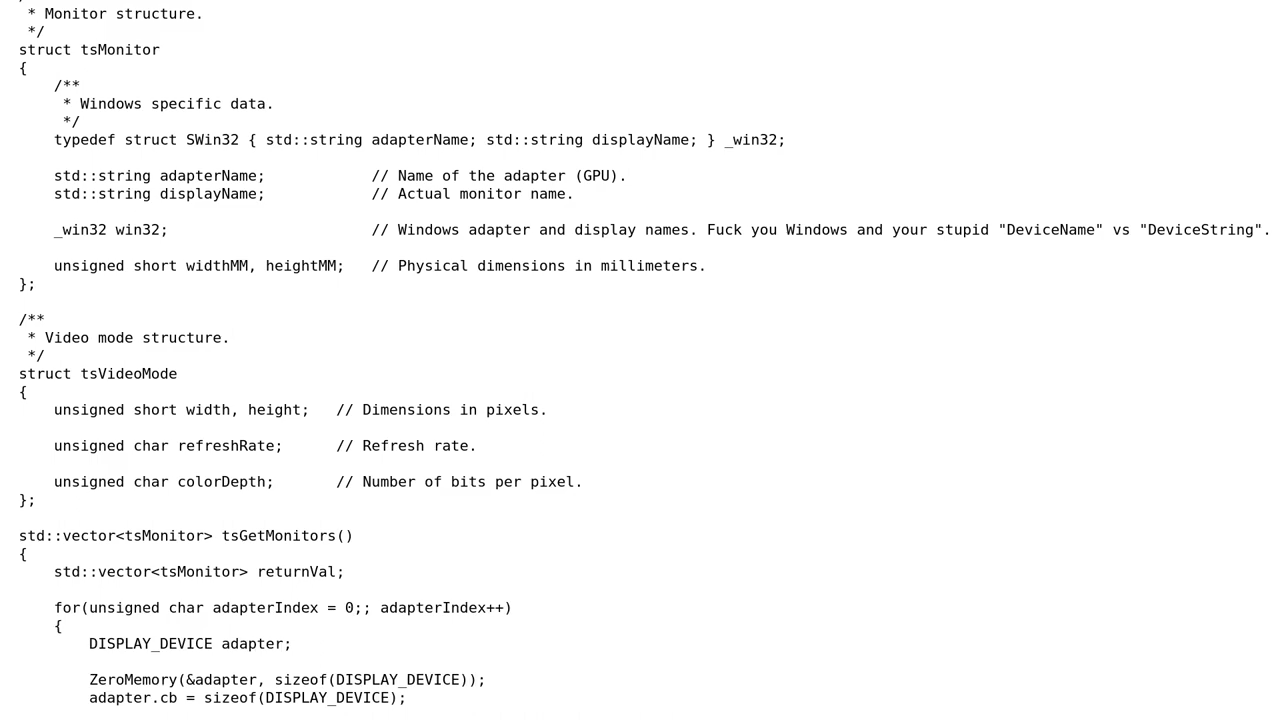 * Monitor structure.
 */
struct tsMonitor
{
    /**
     * Windows specific data.
     */
    typedef struct SWin32 { std::string adapterName; std::string displayName; } _win32;

    std::string adapterName;            // Name of the adapter (GPU).
    std::string displayName;            // Actual monitor name.

    _win32 win32;                       // Windows adapter and display names. Fuck you Windows and your stupid "DeviceName" vs "DeviceString".

    unsigned short widthMM, heightMM;   // Physical dimensions in millimeters.
};

/**
 * Video mode structure.
 */
struct tsVideoMode
{
    unsigned short width, height;   // Dimensions in pixels.

    unsigned char refreshRate;      // Refresh rate.

    unsigned char colorDepth;       // Number of bits per pixel.
};

std::vector<tsMonitor> tsGetMonitors()
{
    std::vector<tsMonitor> returnVal;

    for(unsigned char adapterIndex = 0;; adapterIndex++)
    {
        DISPLAY_DEVICE adapter;

        ZeroMemory(&adapter, sizeof(DISPLAY_DEVICE));
        adapter.cb = sizeof(DISPLAY_DEVICE);